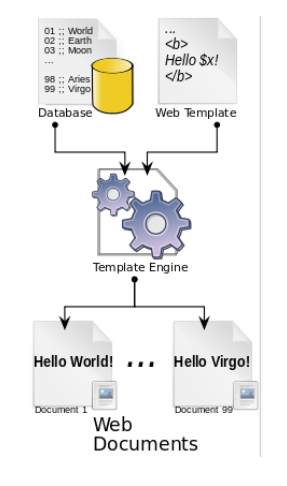 01 ;; World
02 ;; Earth
03 ;; Moon
...
98 ;; Aries
99 ;; Virgo
Database
...
<b>
Hello $x!
</b>
Web Template
Template Engine
Hello World!
...
Hello Virgo!
Document 1
Document 99
Web
Documents